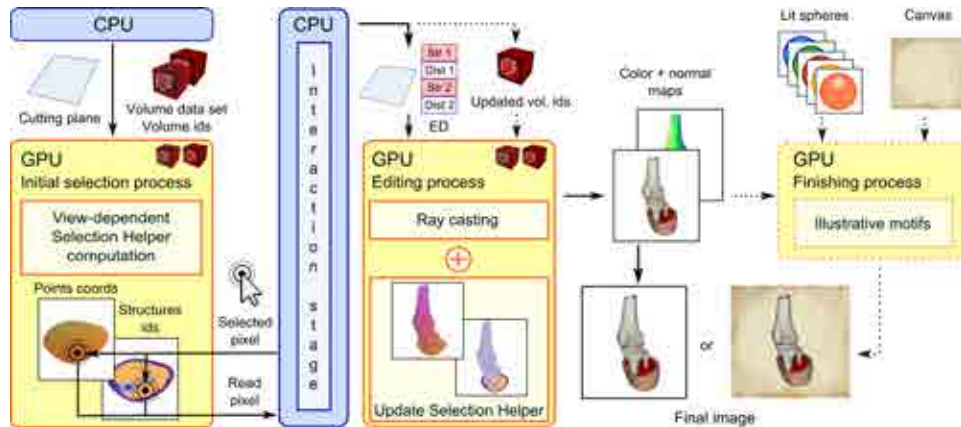 CPU
Cutting plane
Volume data set
Volume ids
GPU
Initial selection process
View-dependent
Selection Helper
computation
Points coords
Structures
ids
Selected
pixel
Read
pixel
CPU
Interaction stage
Str 1
Dist 1
Str 2
Dist 2
ED
Updated vol. ids
GPU
Editing process
Ray casting
Update Selection Helper
Color + normal
maps
Lit spheres
Canvas
GPU
Finishing process
Illustrative motifs
or
Final image